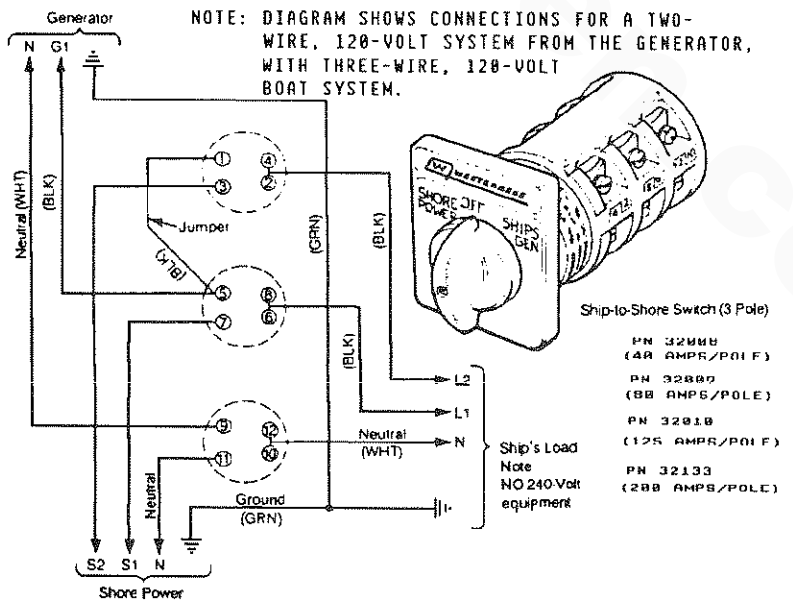 NOTE: DIAGRAM SHOWS CONNECTIONS FOR A TWO-
WIRE, 120-VOLT SYSTEM FROM THE GENERATOR,
WITH THREE-WIRE, 120-VOLT
BOAT SYSTEM.
Generator
N G1
Neutral (WHT)
(BLK)
1 4
3 2
Jumper
(BLK)
5 8
7 6
9 12
11 10
(GRN)
(BLK)
(BLK)
Neutral
(WHT)
Neutral
Ground
(GRN)
S2 S1 N
Shore Power
L2
L1
N
Ship's Load
Note
NO 240-Volt
equipment
WESTERBEKE
SHORE POWER
OFF
SHIPS GEN
Ship-to-Shore Switch (3 Pole)
PN 32008
(40 AMPS/POLE)
PN 32009
(80 AMPS/POLE)
PN 32010
(125 AMPS/POLE)
PN 32133
(200 AMPS/POLE)